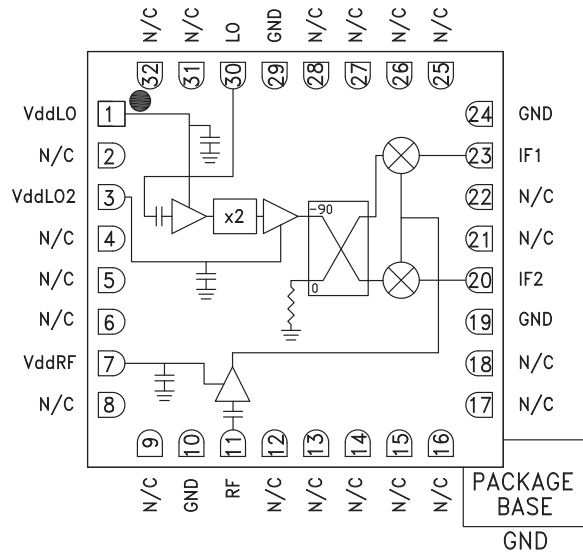 N/C N/C LO GND N/C N/C N/C N/C
32 31 30 29 28 27 26 25
VddLO 1
N/C 2
VddLO2 3
N/C 4
N/C 5
N/C 6
VddRF 7
N/C 8
x2
-90
0
24 GND
23 IF1
22 N/C
21 N/C
20 IF2
19 GND
18 N/C
17 N/C
9 10 11 12 13 14 15 16
N/C GND RF N/C N/C N/C N/C N/C
PACKAGE
BASE
GND